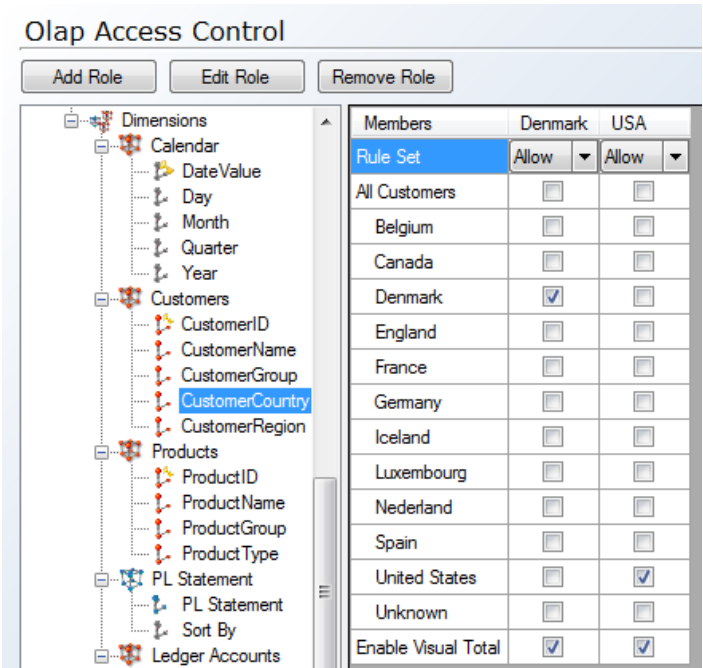 Olap Access Control
Add Role Edit Role Remove Role
Dimensions
Calendar
DateValue
Day
Month
Quarter
Year
Customers
CustomerID
CustomerName
CustomerGroup
CustomerCountry
CustomerRegion
Products
ProductID
ProductName
ProductGroup
ProductType
PL Statement
PL Statement
Sort By
Ledger Accounts
Members Denmark USA
Rule Set Allow Allow
All Customers
Belgium
Canada
Denmark
England
France
Germany
Iceland
Luxembourg
Nederland
Spain
United States
Unknown
Enable Visual Total